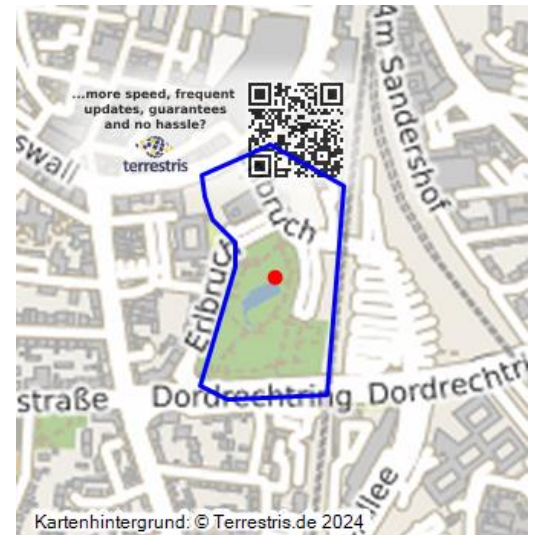 Am Sandershof
...more speed, frequent
updates, guarantees
and no hassle?
terrestris
swall
bruch
Erlbruch
straße
Dordrechtring
Dordrechtri
llee
Kartenhintergrund: © Terrestris.de 2024